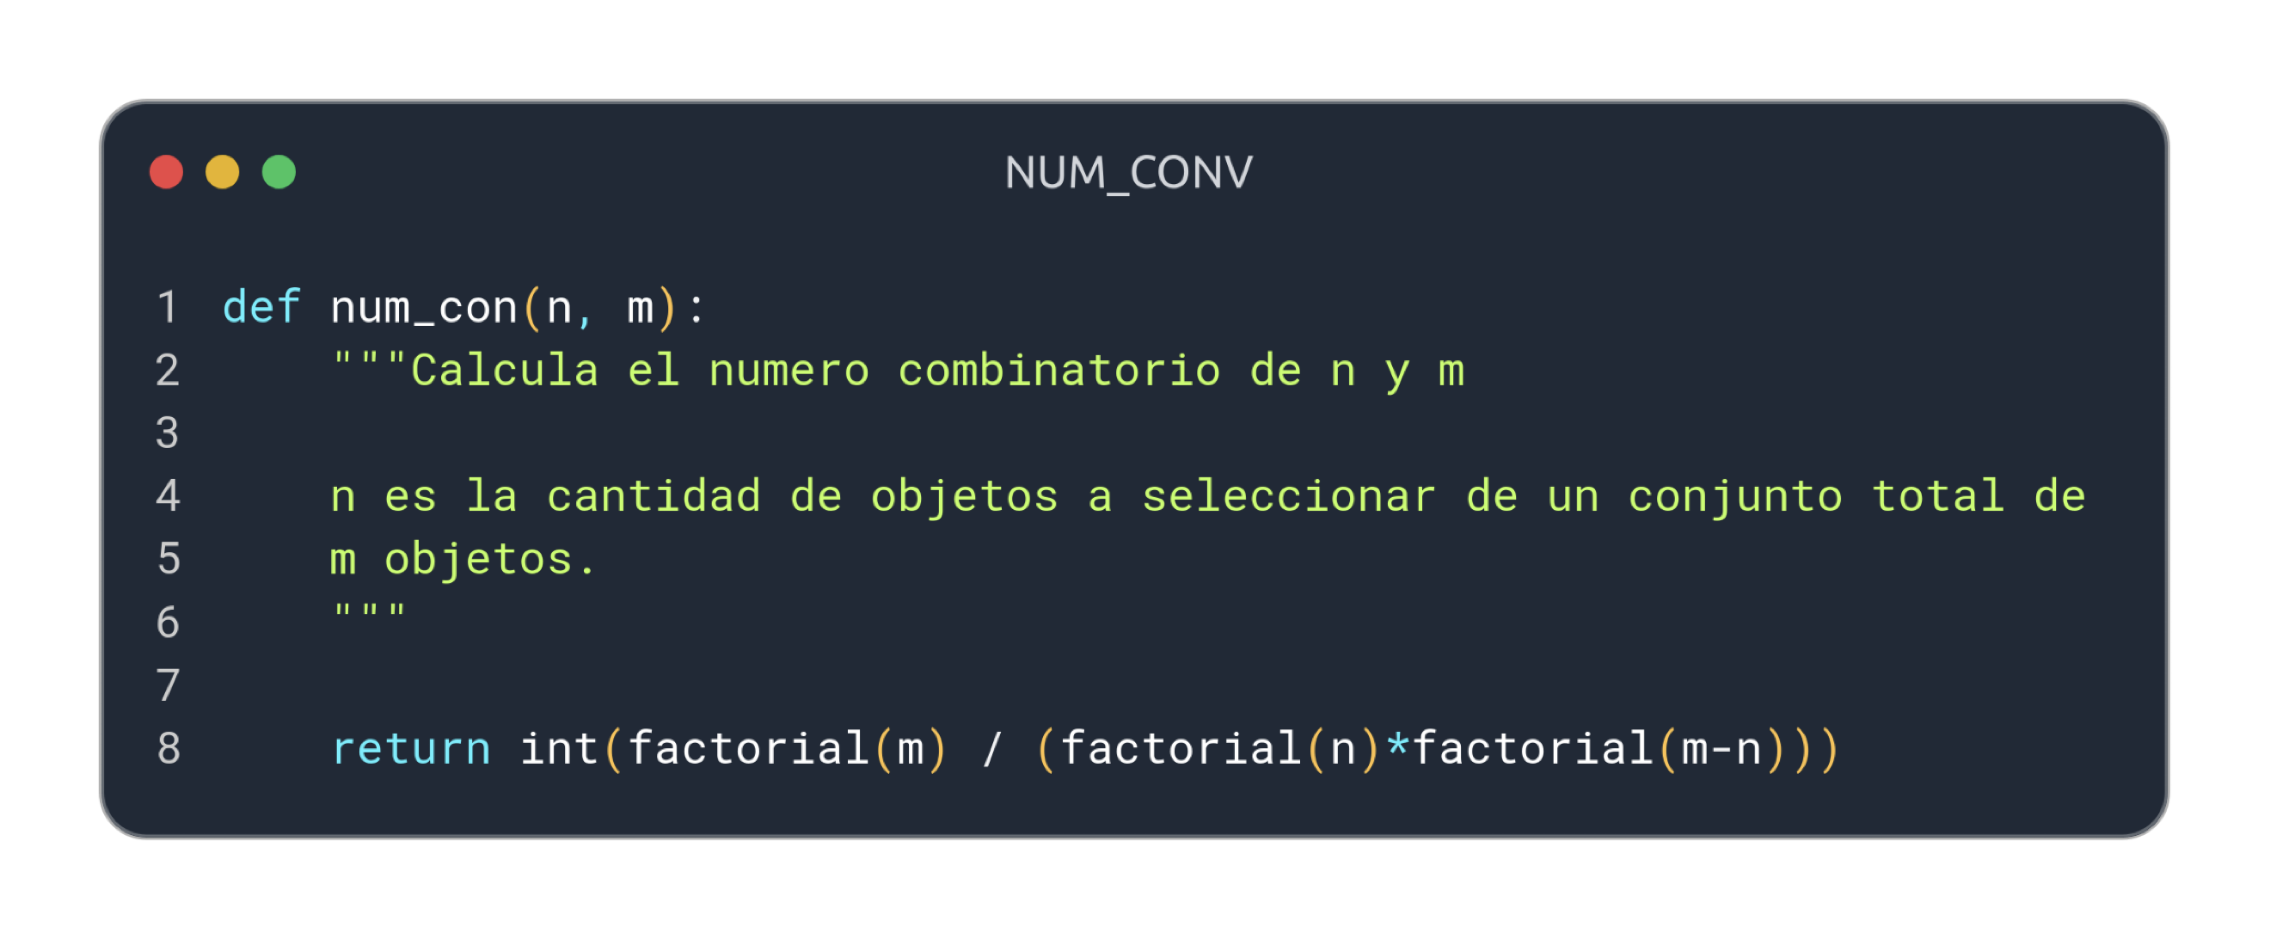 NUM_CONV
1 def num_con(n, m):
2     """Calcula el numero combinatorio de n y m
3
4     n es la cantidad de objetos a seleccionar de un conjunto total de
5     m objetos.
6     """
7
8     return int(factorial(m) / (factorial(n)*factorial(m-n)))